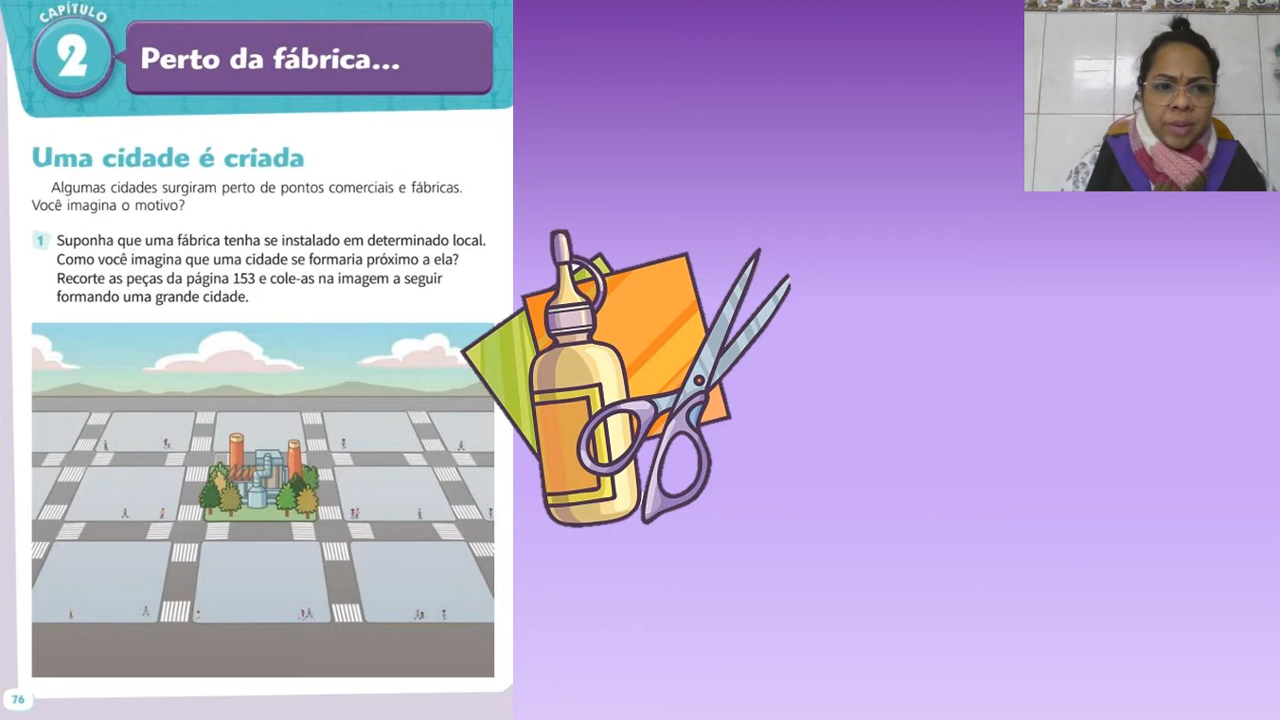 CAPÍTULO
2
Perto da fábrica...
Uma cidade é criada
Algumas cidades surgiram perto de pontos comerciais e fábricas.
Você imagina o motivo?
1 Suponha que uma fábrica tenha se instalado em determinado local.
Como você imagina que uma cidade se formaria próximo a ela?
Recorte as peças da página 153 e cole-as na imagem a seguir
formando uma grande cidade.
76